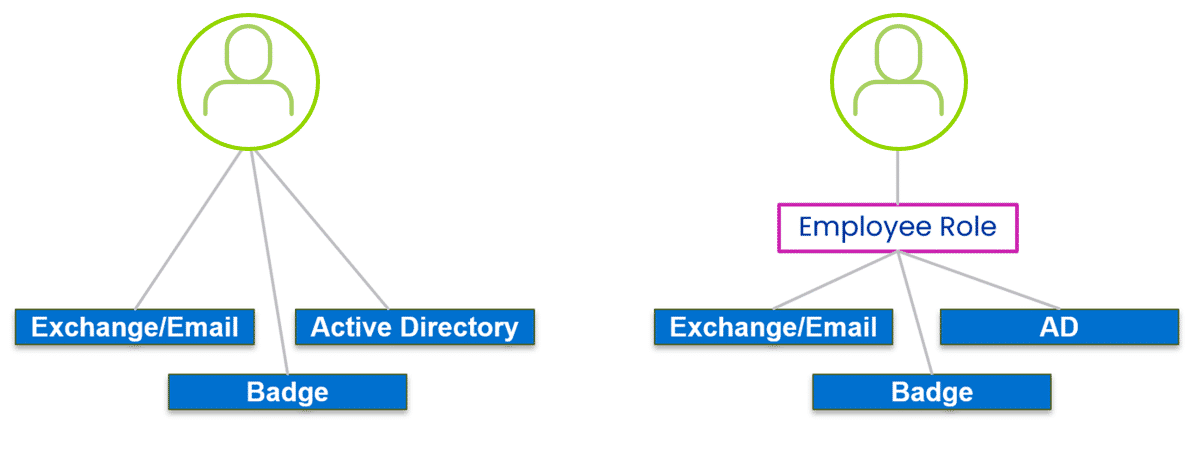 Exchange/Email
Active Directory
Badge
Employee Role
Exchange/Email
AD
Badge